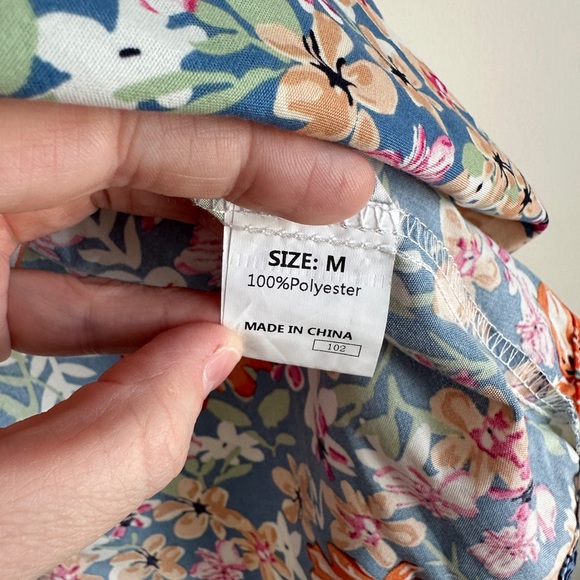 SIZE: M
100%Polyester
MADE IN CHINA
102